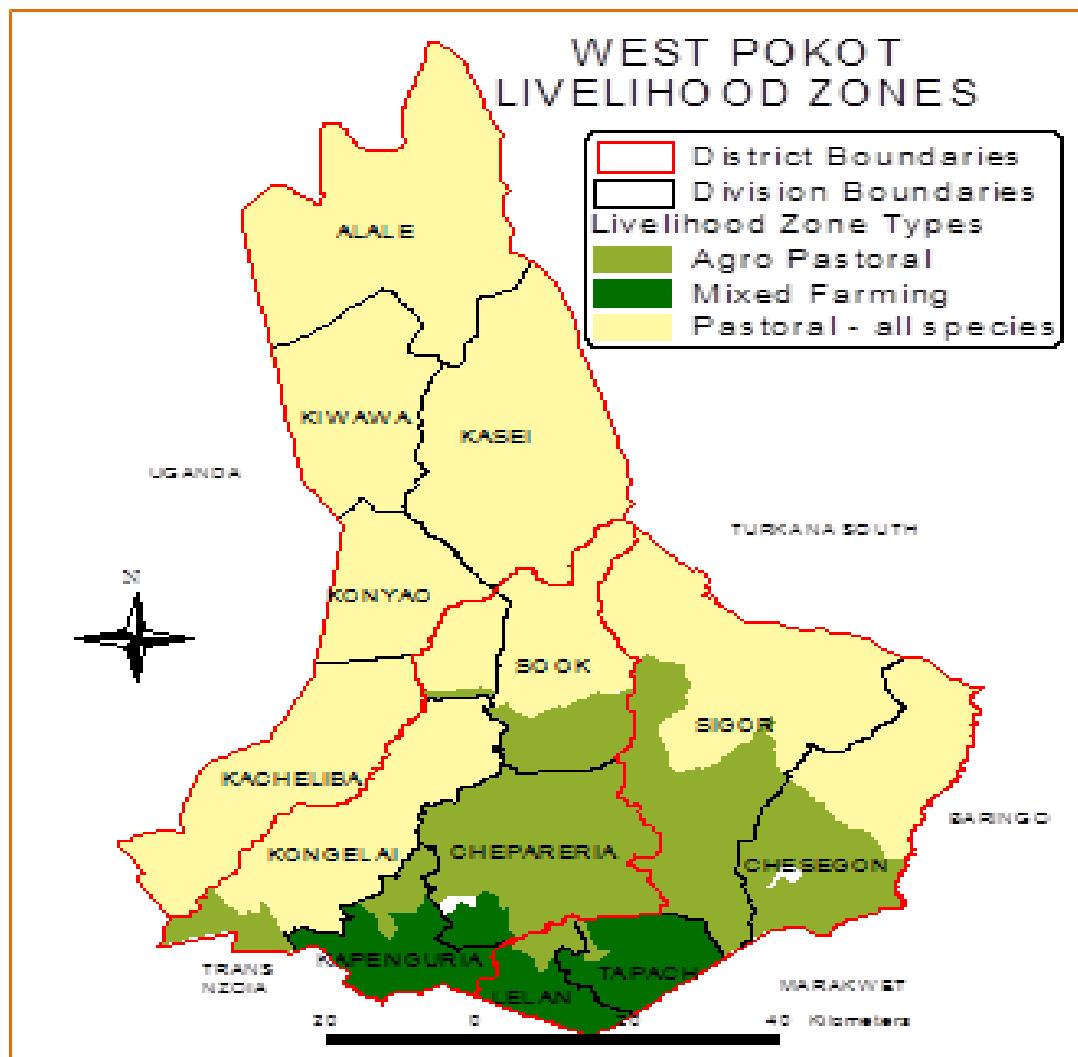 WEST POKOT
LIVELIHOOD ZONES
District Boundaries
Division Boundaries
Livelihood Zone Types
Agro Pastoral
Mixed Farming
Pastoral - all species
ALALE
KIWAWA
KASEI
UGANDA
TURKANA SOUTH
N
KONYAO
SOOK
SIGOR
KACHELIBA
BARINGO
KONGELAI
CHEPARERIA
CHESEGON
KAPENGURIA
TRANS
NZOIA
TAPACH
MARAKWET
LELAN
20 0 20 40 Kilometers